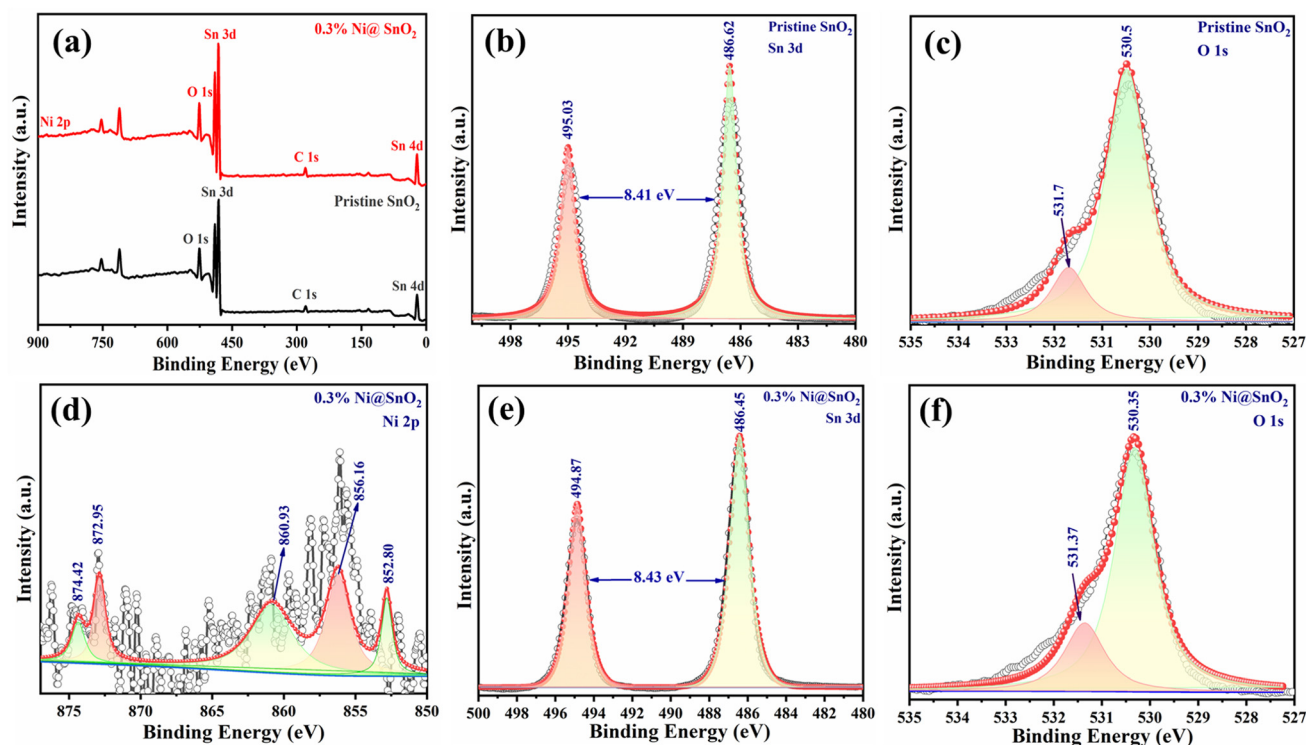 (a)
0.3% Ni@ SnO2
Sn 3d
O 1s
Ni 2p
C 1s
Sn 4d
Pristine SnO2
Sn 3d
O 1s
C 1s
Sn 4d
Intensity (a.u.)
900 750 600 450 300 150 0
Binding Energy (eV)
(b)
Pristine SnO2
Sn 3d
486.62
495.03
8.41 eV
Intensity (a.u.)
498 495 492 489 486 483 480
Binding Energy (eV)
(c)
Pristine SnO2
O 1s
530.5
531.7
Intensity (a.u.)
535 534 533 532 531 530 529 528 527
Binding Energy (eV)
(d)
0.3% Ni@SnO2
Ni 2p
874.42
872.95
860.93
856.16
852.80
Intensity (a.u.)
875 870 865 860 855 850
Binding Energy (eV)
(e)
0.3% Ni@SnO2
Sn 3d
486.45
494.87
8.43 eV
Intensity (a.u.)
500 498 496 494 492 490 488 486 484 482 480
Binding Energy (eV)
(f)
0.3% Ni@SnO2
O 1s
530.35
531.37
Intensity (a.u.)
535 534 533 532 531 530 529 528 527
Binding Energy (eV)